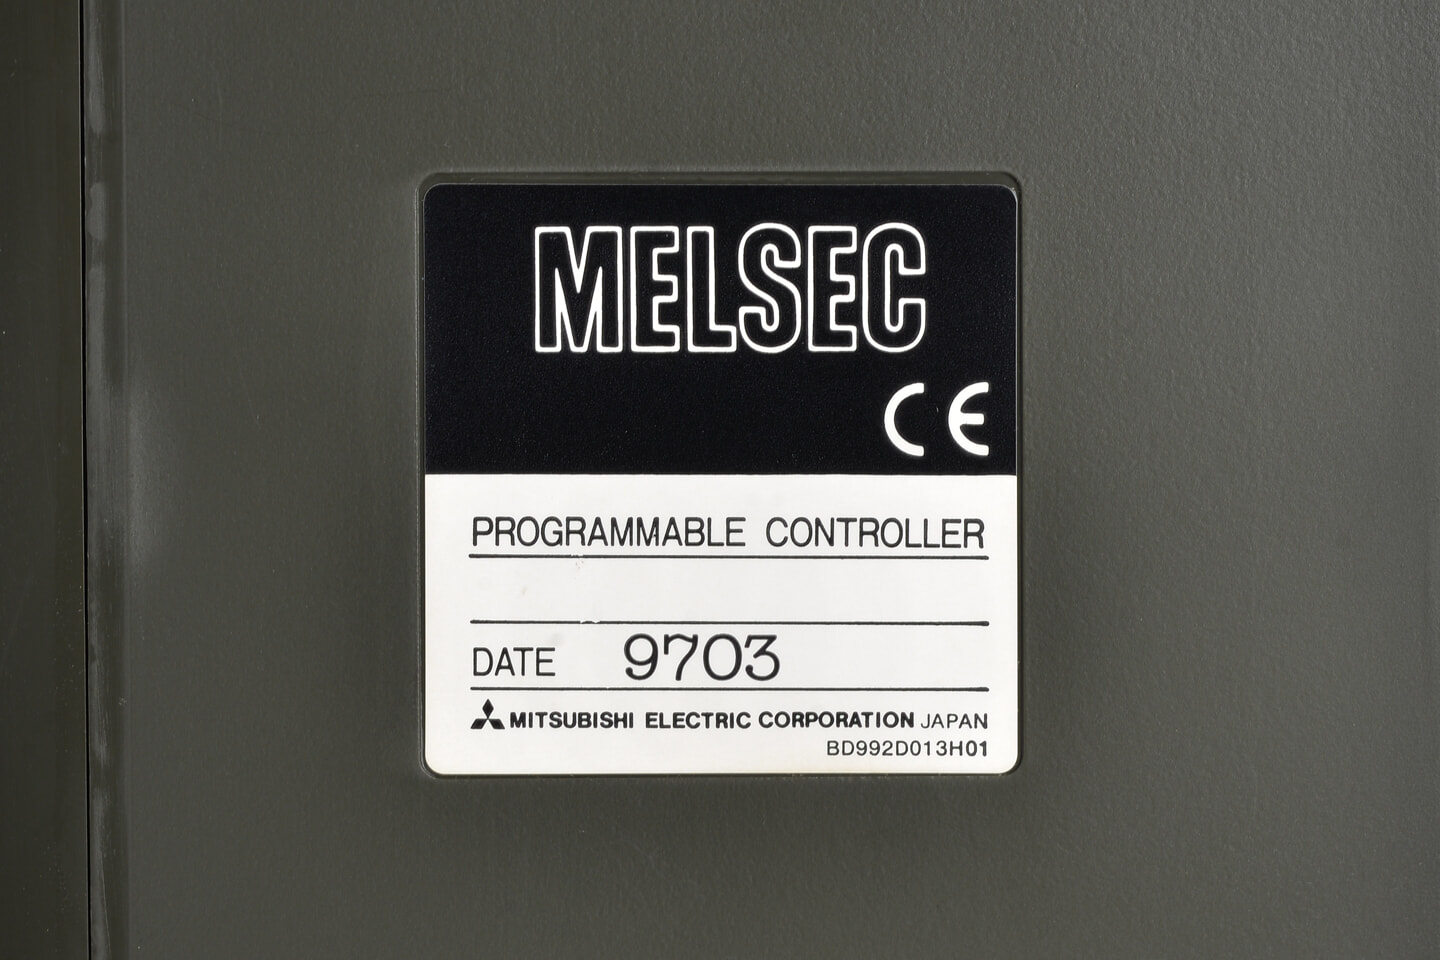 MELSEC
CE
PROGRAMMABLE CONTROLLER
DATE 9703
MITSUBISHI ELECTRIC CORPORATION JAPAN
BD992D013H01